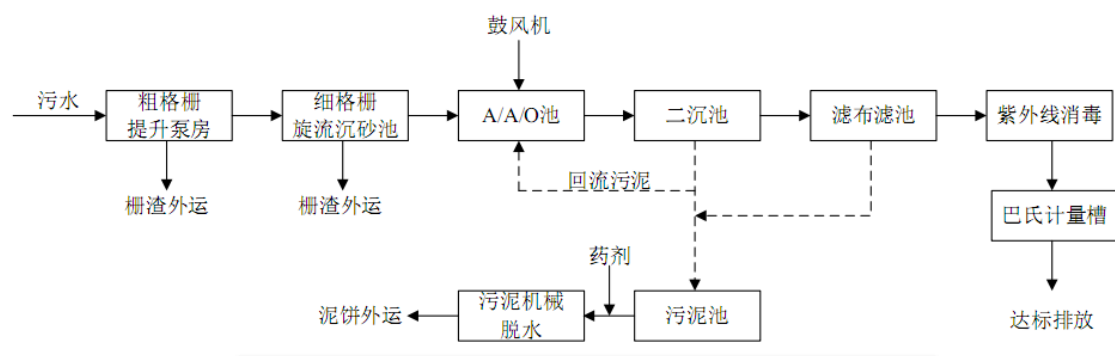 鼓风机
污水
粗格栅
提升泵房
细格栅
旋流沉砂池
A/A/O池
二沉池
滤布滤池
紫外线消毒
回流污泥
栅渣外运
栅渣外运
巴氏计量槽
药剂
泥饼外运
污泥机械
脱水
污泥池
达标排放